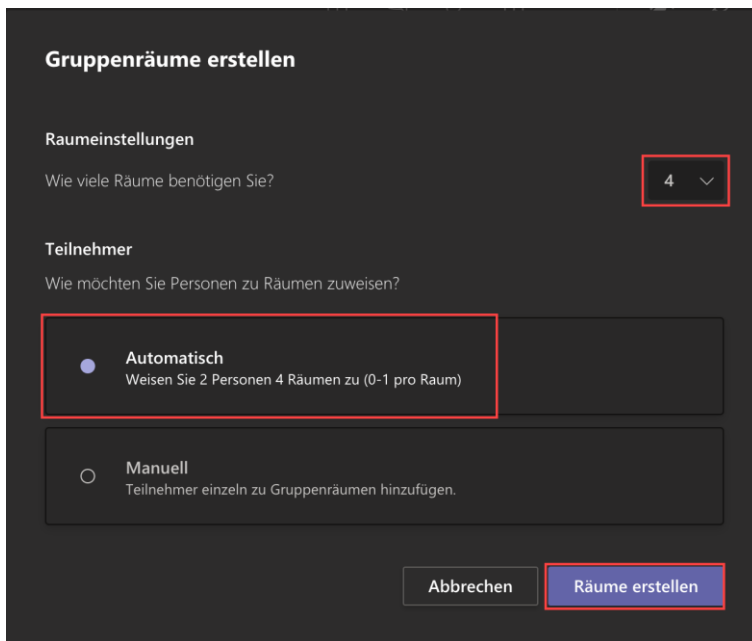 Gruppenräume erstellen
Raumeinstellungen
Wie viele Räume benötigen Sie?
4
Teilnehmer
Wie möchten Sie Personen zu Räumen zuweisen?
Automatisch
Weisen Sie 2 Personen 4 Räumen zu (0-1 pro Raum)
Manuell
Teilnehmer einzeln zu Gruppenräumen hinzufügen.
Abbrechen
Räume erstellen